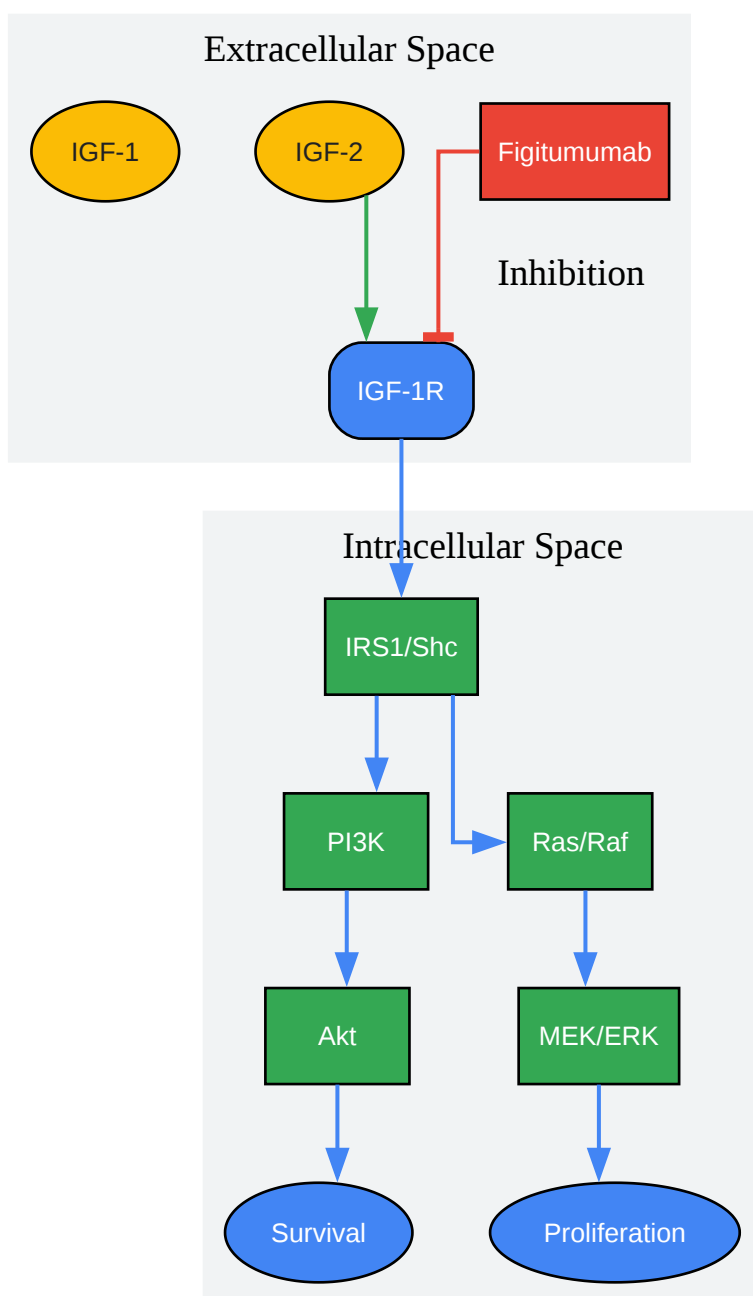 Extracellular Space
IGF-1
IGF-2
Figitumumab
Inhibition
IGF-1R
Intracellular Space
IRS1/Shc
PI3K
Ras/Raf
Akt
MEK/ERK
Survival
Proliferation